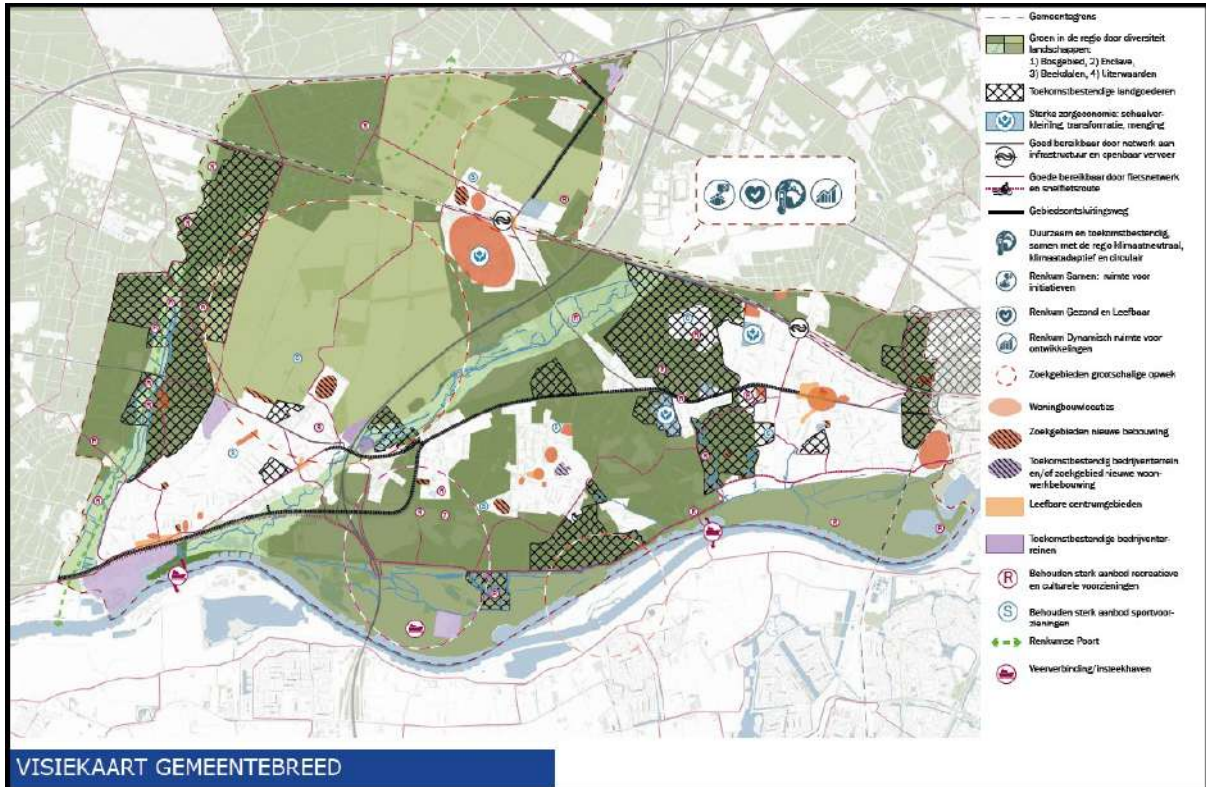 Gemeentegrens
Groen in de regio door diversiteit
landschappen:
1) Bosgebied, 2) Enclave,
3) Beekdalen, 4) Uiterwaarden
Toekomstbestendige landgoederen
Sterke zorgeconomie: schaalver-
kleining, transformatie, menging
Goed bereikbaar door netwerk aan
infrastructuur en openbaar vervoer
Goede bereikbaar door fietsnetwerk
en snelfietsroute
Gebiedsontsluitingsweg
Duurzaam en toekomstbestendig,
samen met de regio klimaatneutraal,
klimaatadaptief en circulair
Renkum Samen: ruimte voor
initiatieven
Renkum Gezond en Leefbaar
Renkum Dynamisch ruimte voor
ontwikkelingen
Zoekgebieden grootschalige opwek
Woningbouwlocaties
Zoekgebieden nieuwe bebouwing
Toekomstbestendig bedrijventerrein
en/of zoekgebied nieuwe woon-
werkbebouwing
Leefbare centrumgebieden
Toekomstbestendige bedrijventer-
reinen
R Behouden sterk aanbod recreatieve
en culturele voorzieningen
S Behouden sterk aanbod sportvoor-
zieningen
Renkumse Poort
Veerverbinding/insteekhaven
VISIEKAART GEMEENTEBREED